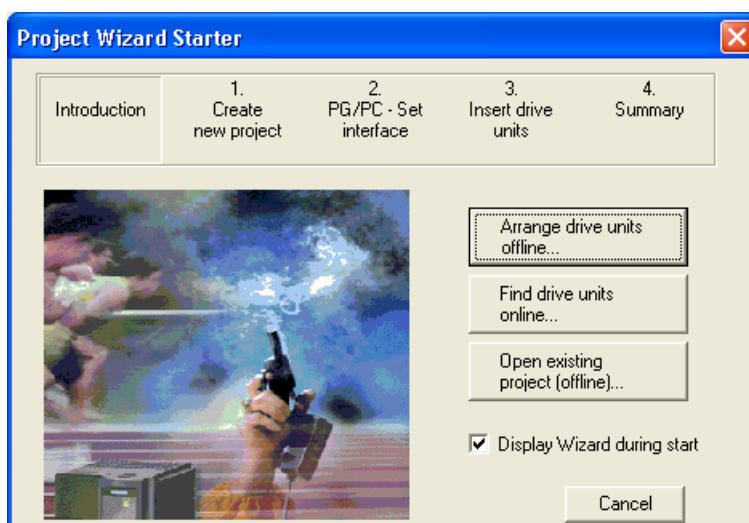 Project Wizard Starter
Introduction
1.
Create
new project
2.
PG/PC - Set
interface
3.
Insert drive
units
4.
Summary
Arrange drive units
offline...
Find drive units
online...
Open existing
project (offline)...
Display Wizard during start
Cancel